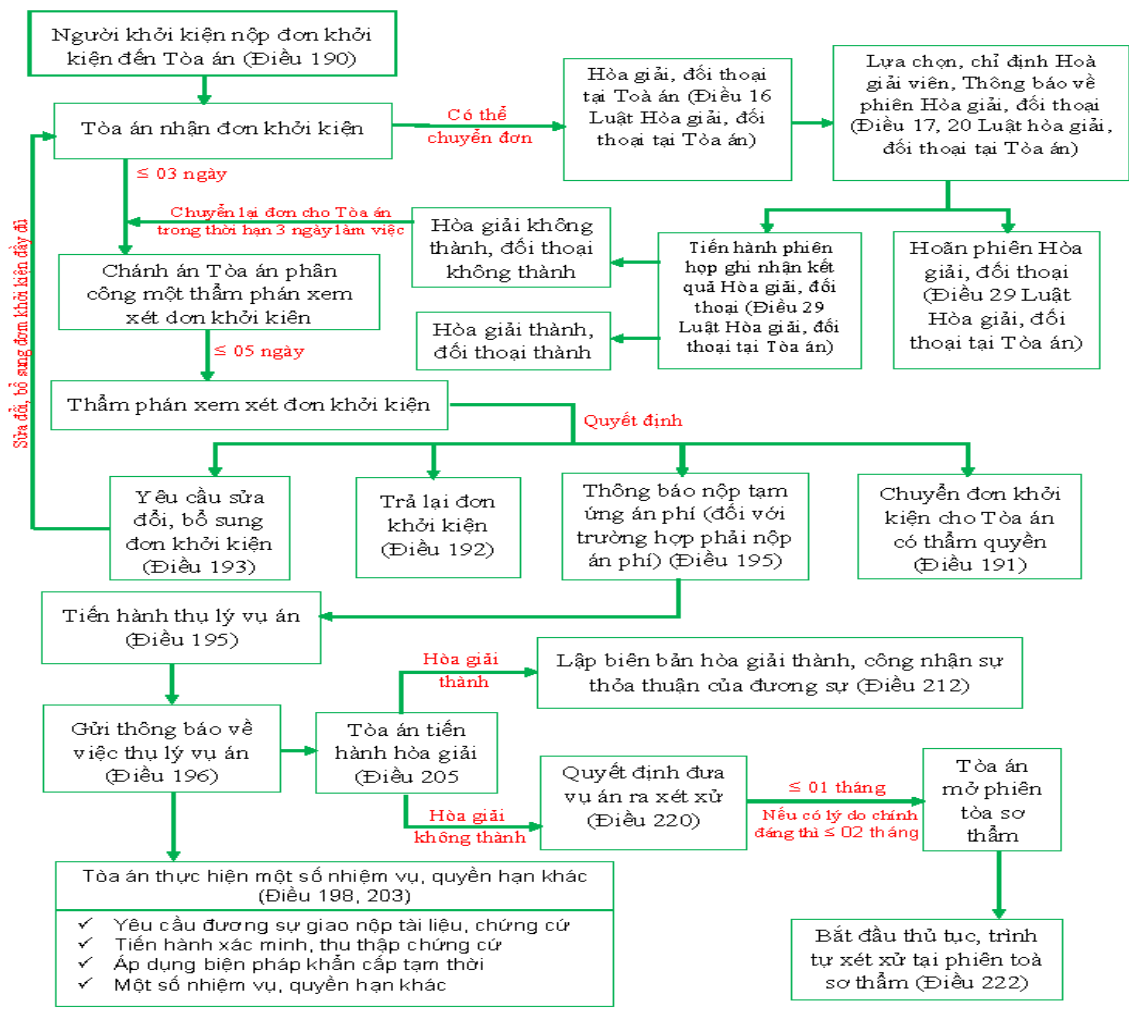 Người khởi kiện nộp đơn khởi
kiện đến Tòa án (Điều 190)
Tòa án nhận đơn khởi kiện
Có thể
chuyển đơn
Hòa giải, đối thoại
tại Toà án (Điều 16
Luật Hòa giải, đối
thoại tại Tòa án)
Lựa chọn, chỉ định Hoà
giải viên, Thông báo về
phiên Hòa giải, đối thoại
(Điều 17, 20 Luật hòa giải,
đối thoại tại Tòa án)
≤ 03 ngày
Chuyển lại đơn cho Tòa án
trong thời hạn 3 ngày làm việc
Hòa giải không
thành, đối thoại
không thành
Tiến hành phiên
họp ghi nhận kết
quả Hòa giải, đối
thoại (Điều 29
Luật Hòa giải, đối
thoại tại Tòa án)
Hoãn phiên Hòa
giải, đối thoại
(Điều 29 Luật
Hòa giải, đối
thoại tại Tòa án)
Chánh án Tòa án phân
công một thẩm phán xem
xét đơn khởi kiên
Hòa giải thành,
đối thoại thành
≤ 05 ngày
Sửa đổi, bổ sung đơm khởi kiện đầy đủ
Thẩm phán xem xét đơn khởi kiện
Quyết định
Yêu cầu sửa
đổi, bổ sung
đơn khởi kiện
(Điều 193)
Trả lại đơn
khởi kiện
(Điều 192)
Thông báo nộp tạm
ứng án phí (đối với
trường hợp phải nộp
án phí) (Điều 195)
Chuyển đơn khởi
kiện cho Tòa án
có thẩm quyền
(Điều 191)
Tiến hành thụ lý vụ án
(Điều 195)
Hòa giải
thành
Lập biên bản hòa giải thành, công nhận sự
thỏa thuận của đương sự (Điều 212)
Gửi thông báo về
việc thụ lý vụ án
(Điều 196)
Tòa án tiến
hành hòa giải
(Điều 205
Hòa giải
không thành
Quyết định đưa
vụ án ra xét xử
(Điều 220)
≤ 01 tháng
Nếu có lý do chính
đáng thì ≤ 02 tháng
Tòa án
mở phiên
tòa sơ
thẩm
Tòa án thực hiện một số nhiệm vụ, quyền hạn khác
(Điều 198, 203)
✓ Yêu cầu đương sự giao nộp tài liệu, chứng cứ
✓ Tiến hành xác minh, thu thập chứng cứ
✓ Áp dụng biện pháp khẩn cấp tạm thời
✓ Một số nhiệm vụ, quyền hạn khác
Bắt đầu thủ tục, trình
tự xét xử tại phiên toà
sơ thẩm (Điều 222)